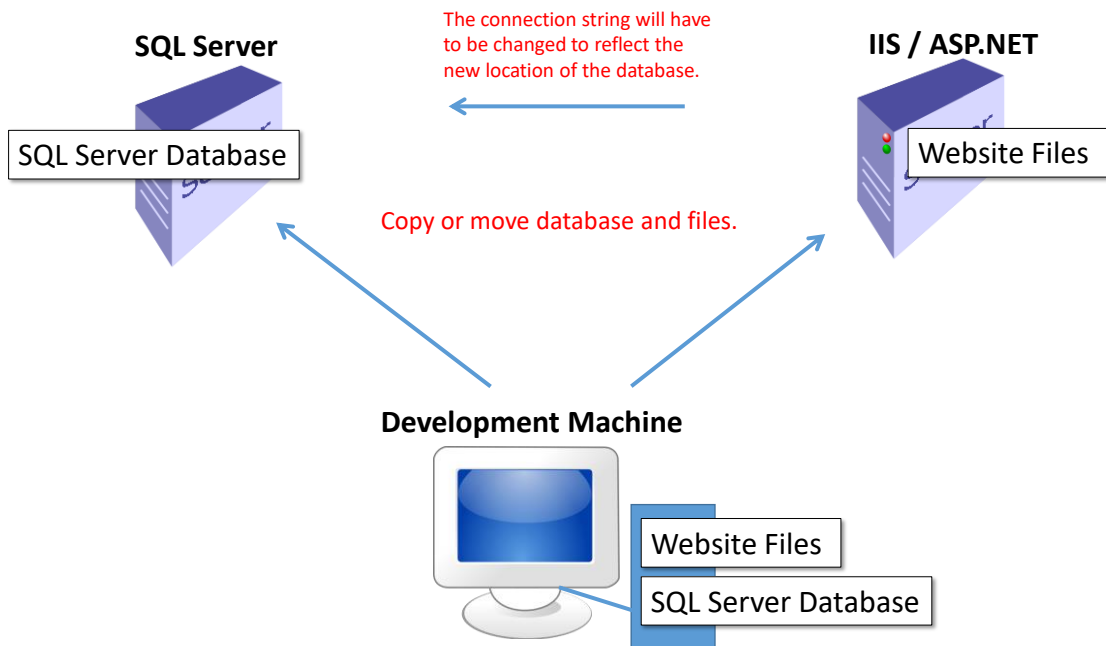 The connection string will have
to be changed to reflect the
new location of the database.
SQL Server
IIS / ASP.NET
SQL Server Database
Website Files
Copy or move database and files.
Development Machine
Website Files
SQL Server Database